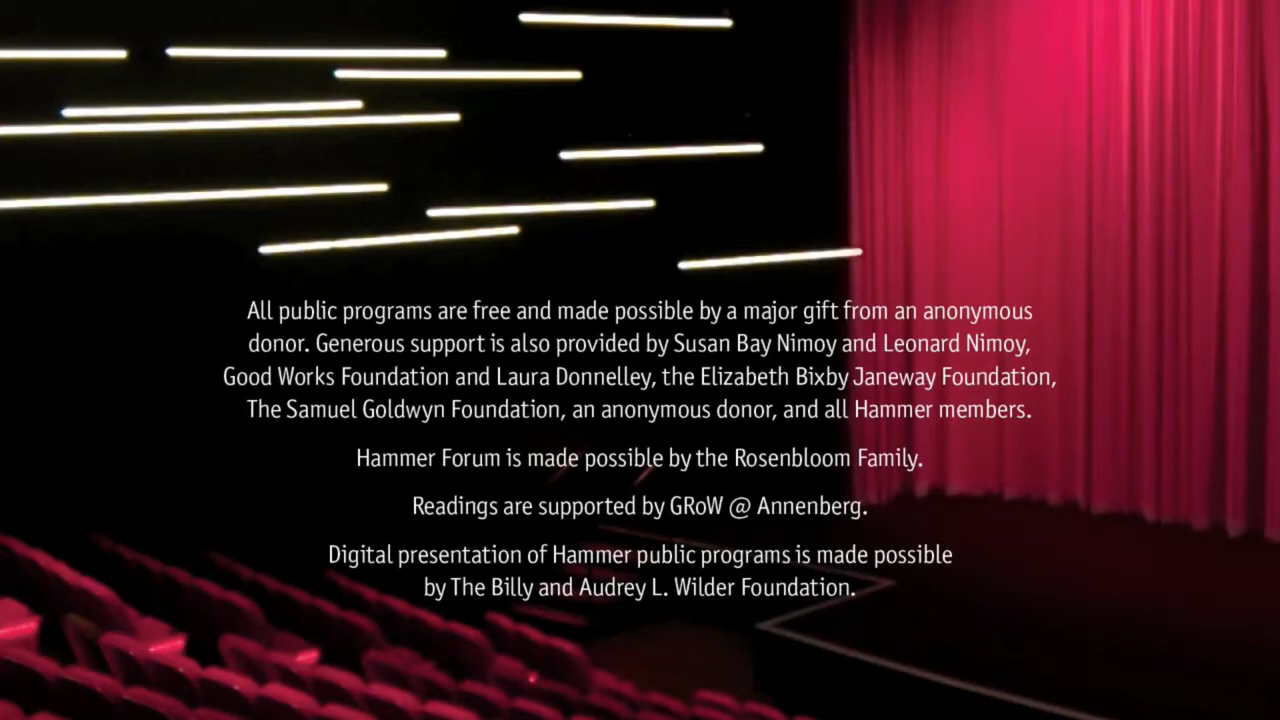 All public programs are free and made possible by a major gift from an anonymous
donor. Generous support is also provided by Susan Bay Nimoy and Leonard Nimoy,
Good Works Foundation and Laura Donnelley, the Elizabeth Bixby Janeway Foundation,
The Samuel Goldwyn Foundation, an anonymous donor, and all Hammer members.
Hammer Forum is made possible by the Rosenbloom Family.
Readings are supported by GRoW @ Annenberg.
Digital presentation of Hammer public programs is made possible
by The Billy and Audrey L. Wilder Foundation.